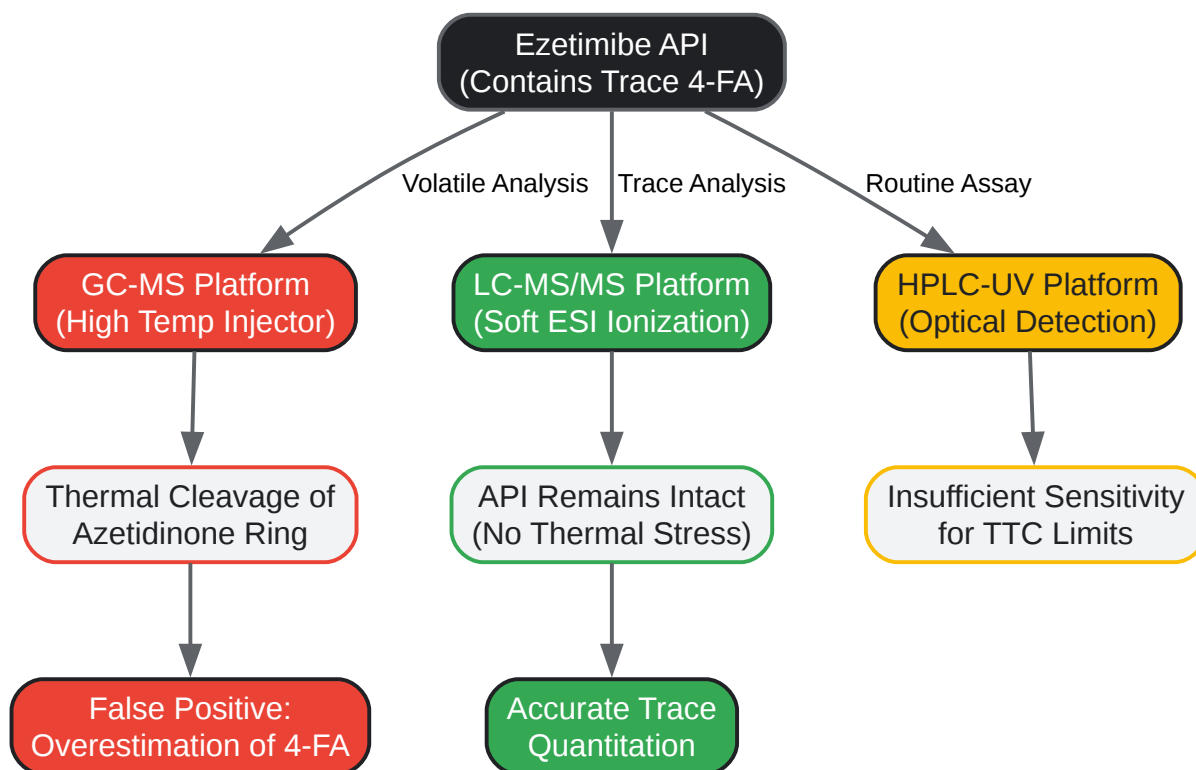 Ezetimibe API
(Contains Trace 4-FA)
Volatile Analysis
Trace Analysis
Routine Assay
GC-MS Platform
(High Temp Injector)
LC-MS/MS Platform
(Soft ESI Ionization)
HPLC-UV Platform
(Optical Detection)
Thermal Cleavage of
Azetidinone Ring
API Remains Intact
(No Thermal Stress)
Insufficient Sensitivity
for TTC Limits
False Positive:
Overestimation of 4-FA
Accurate Trace
Quantitation